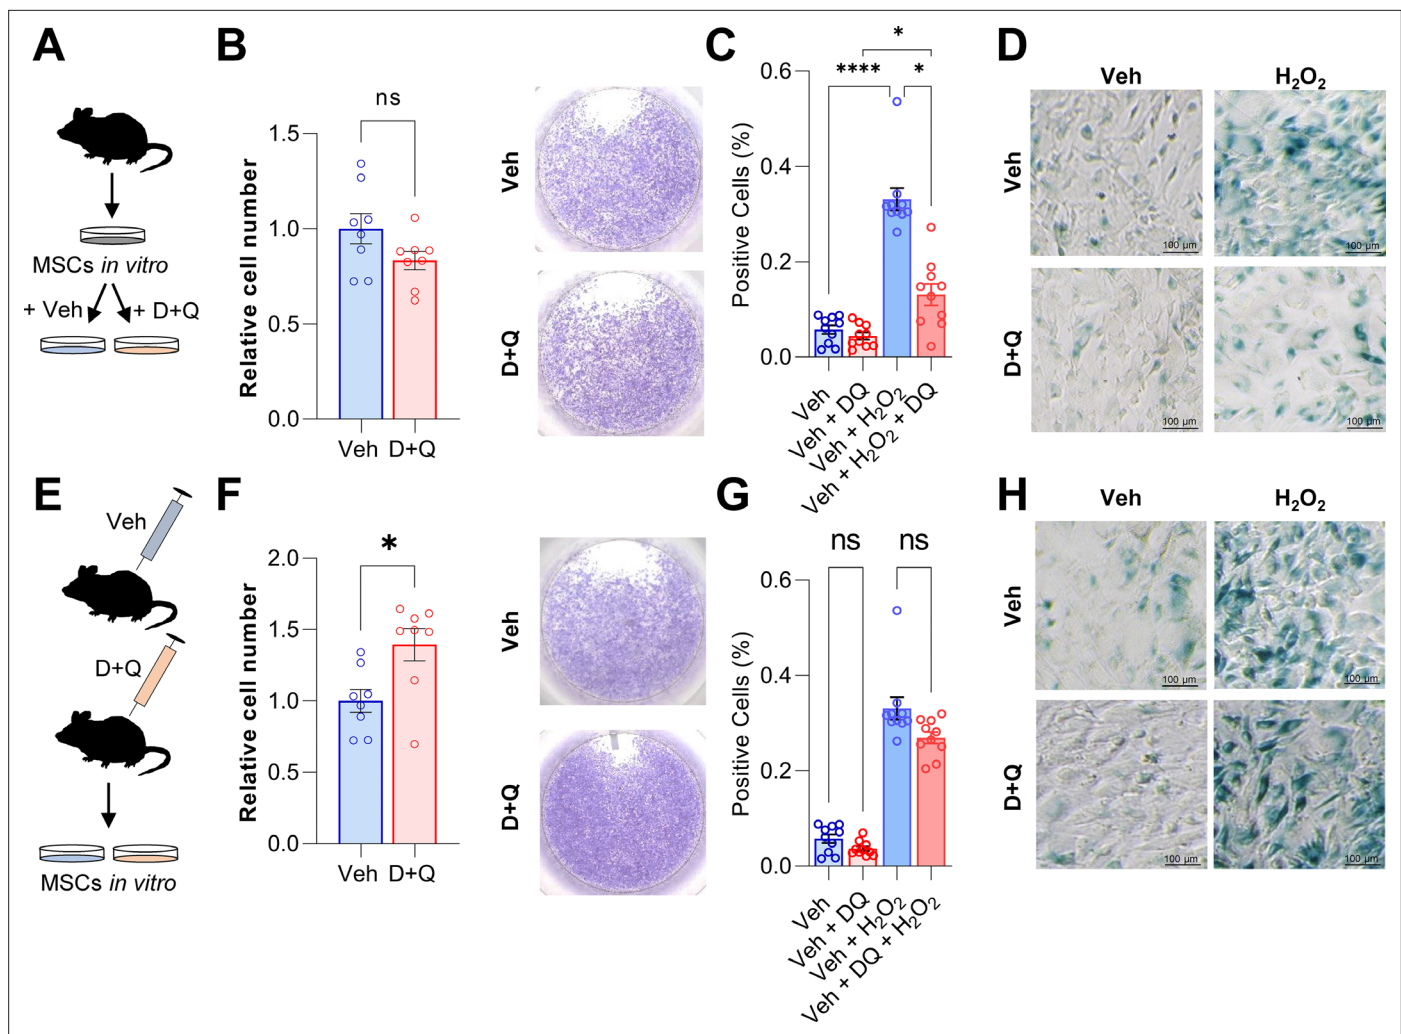 A
MSCs in vitro
+ Veh
+ D+Q
B
Relative cell number
1.5
1.0
0.5
0.0
ns
Veh
D+Q
Veh
D+Q
C
Positive Cells (%)
0.6
0.4
0.2
0.0
*
**** *
Veh
Veh + DQ
Veh + H₂O₂
Veh + H₂O₂ + DQ
D
Veh
H₂O₂
Veh
100 µm
100 µm
D+Q
100 µm
100 µm
E
Veh
D+Q
MSCs in vitro
F
Relative cell number
2.0
1.5
1.0
0.5
0.0
*
Veh
D+Q
Veh
D+Q
G
Positive Cells (%)
0.6
0.4
0.2
0.0
ns
ns
Veh
Veh + DQ
Veh + H₂O₂
Veh + DQ + H₂O₂
H
Veh
H₂O₂
Veh
100 µm
100 µm
D+Q
100 µm
100 µm